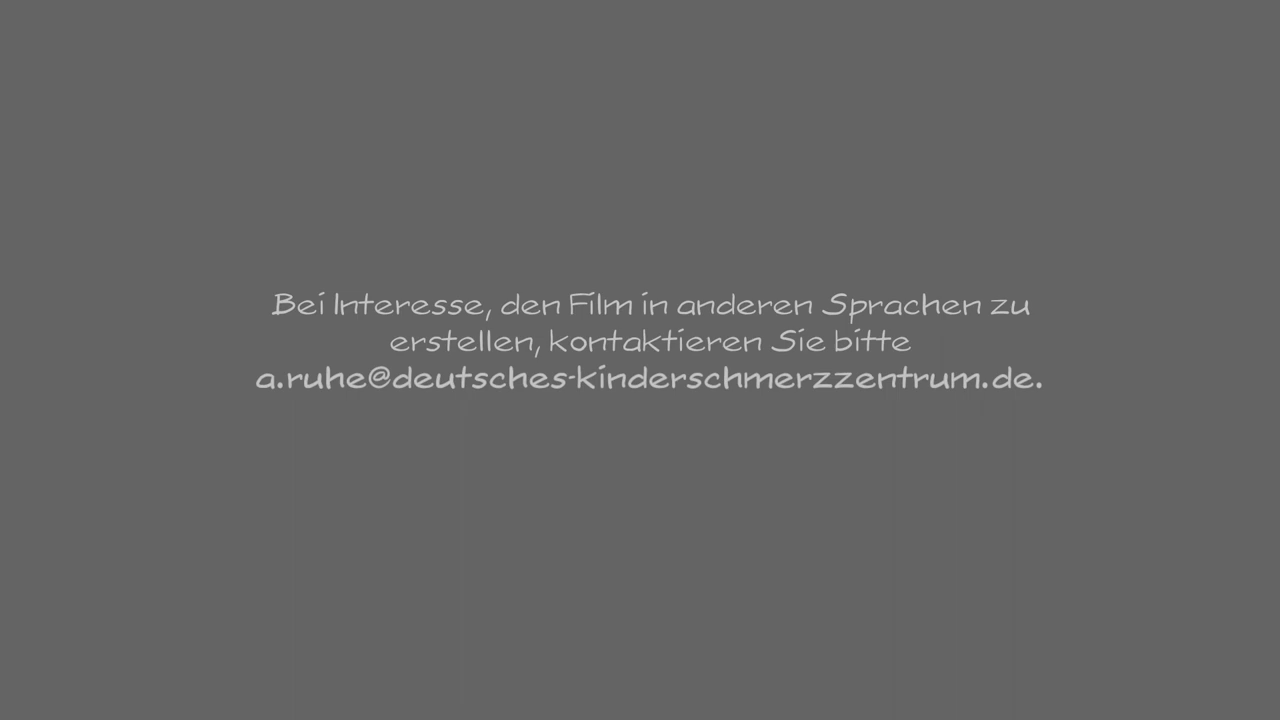 Bei Interesse, den Film in anderen Sprachen zu
erstellen, kontaktieren Sie bitte
a.ruhe@deutsches-kinderschmerzzentrum.de.